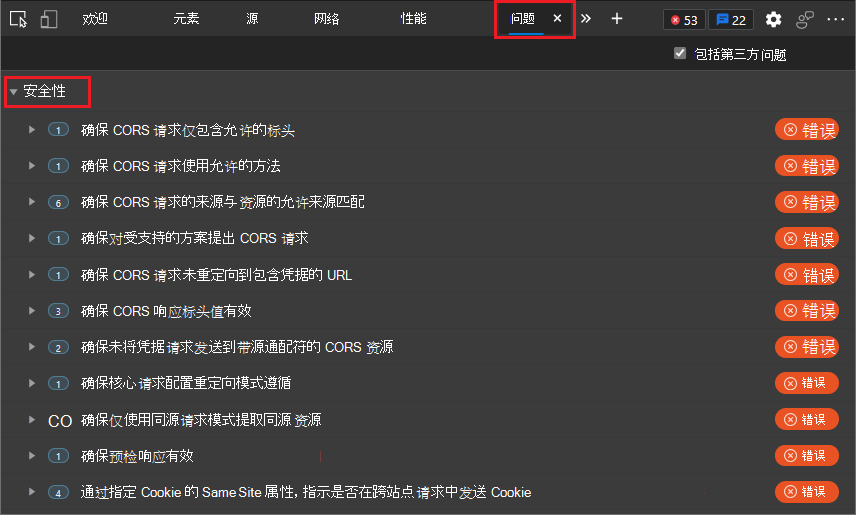 欢迎 元素 源 网络 性能 问题 53 22
包括第三方问题
安全性
1 确保 CORS 请求仅包含允许的标头 错误
1 确保 CORS 请求使用允许的方法 错误
6 确保 CORS 请求的来源与资源的允许来源匹配 错误
1 确保对受支持的方案提出 CORS 请求 错误
1 确保 CORS 请求未重定向到包含凭据的 URL 错误
3 确保 CORS 响应标头值有效 错误
2 确保未将凭据请求发送到带源通配符的 CORS 资源 错误
1 确保核心请求配置重定向模式遵循 错误
CO 确保仅使用同源请求模式提取同源资源 错误
1 确保预检响应有效 错误
4 通过指定 Cookie 的 SameSite 属性, 指示是否在跨站点请求中发送 Cookie 错误